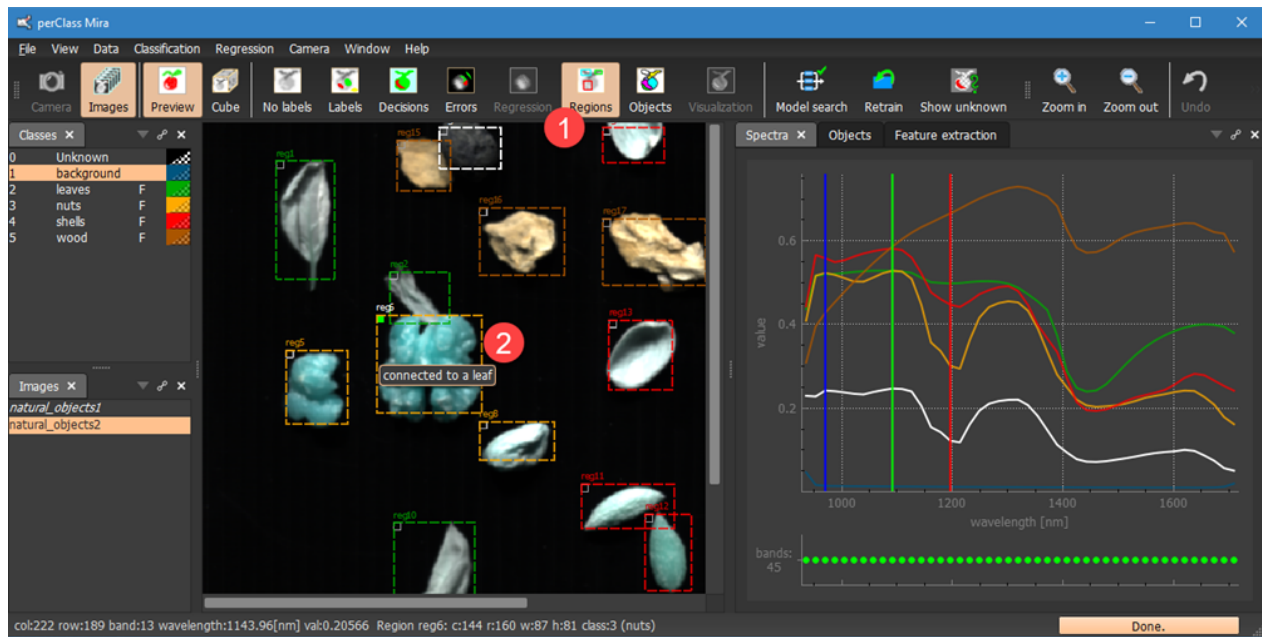 perClass Mira
File View Data Classification Regression Camera Window Help
Camera Images Preview Cube No labels Labels Decisions Errors Regression Regions Objects Visualization Model search Retrain Show unknown Zoom in Zoom out Undo
Classes
0 Unknown
1 background
2 leaves F
3 nuts F
4 shells F
5 wood F
Images
natural_objects1
natural_objects2
1
reg15
reg1
reg16
reg17
reg2
reg6
2
reg13
reg5
connected to a leaf
reg8
reg11
reg12
reg10
Spectra Objects Feature extraction
value
0.6
0.4
0.2
1000 1200 1400 1600
wavelength [nm]
bands:
45
col:222 row:189 band:13 wavelength:1143.96[nm] val:0.20566 Region reg6: c:144 r:160 w:87 h:81 class:3 (nuts)
Done.